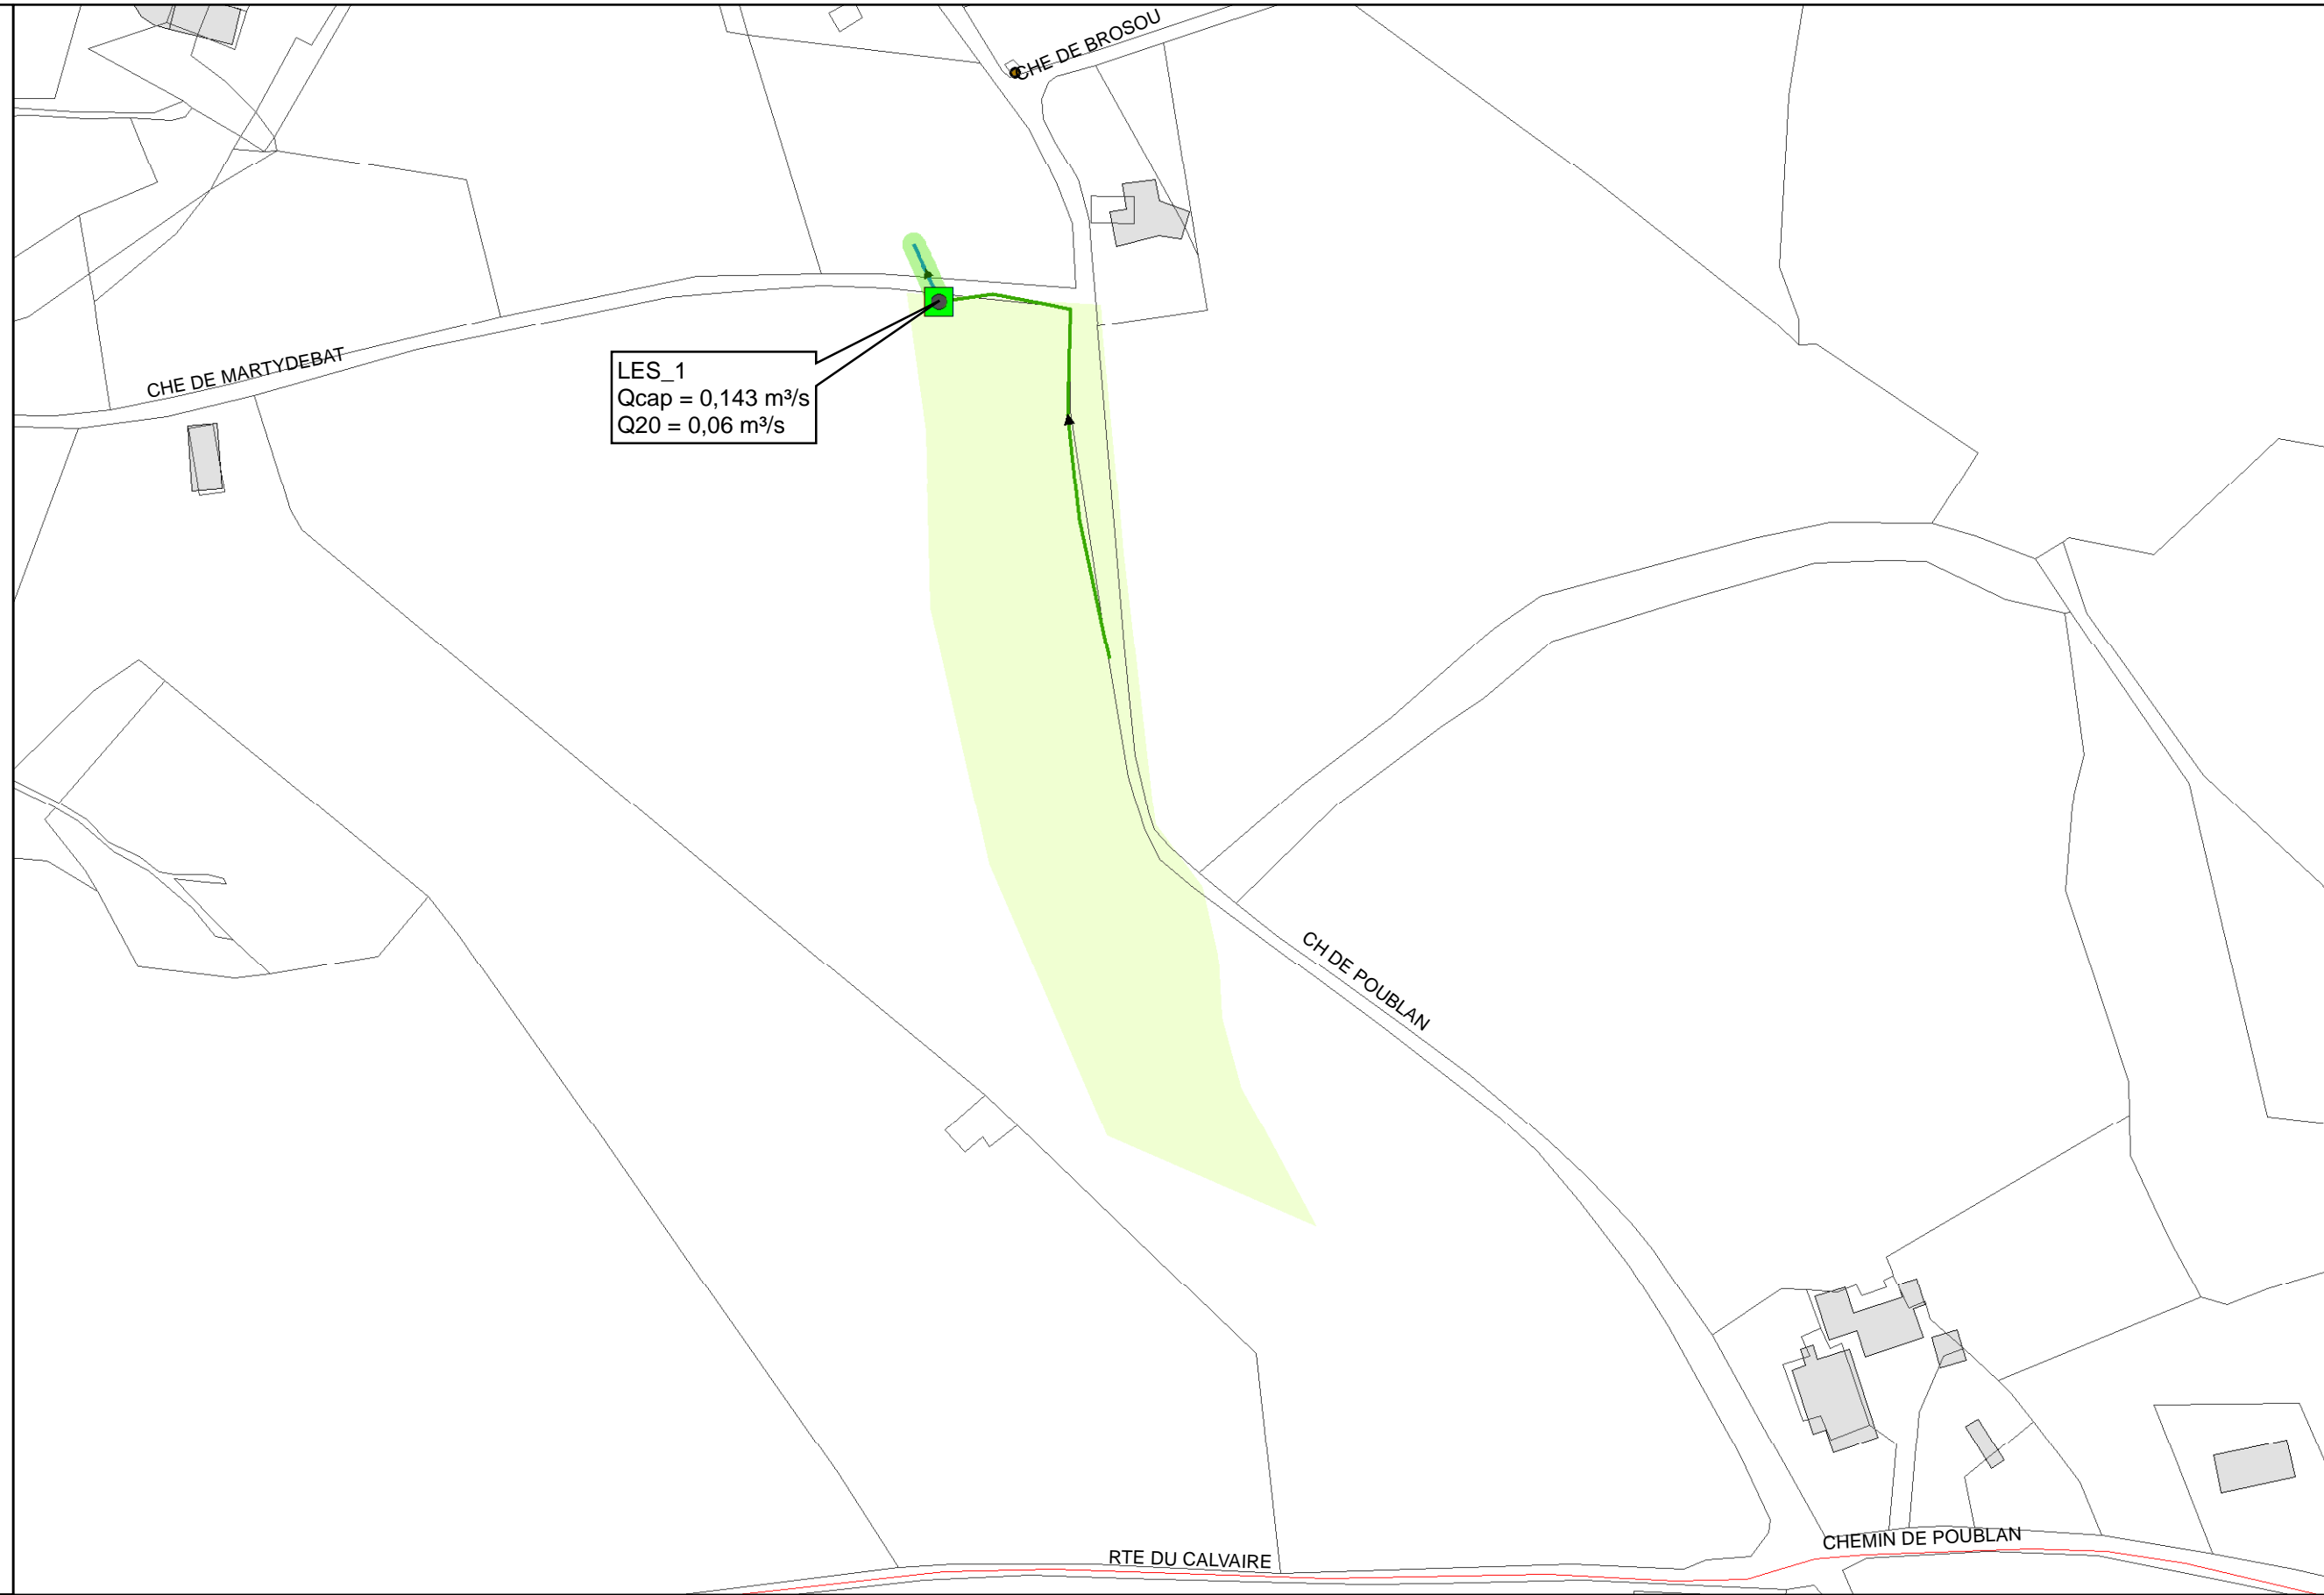 CHE DE BROSOU
CHE DE MARTYDEBAT
LES_1
Qcap = 0,143 m³/s
Q20 = 0,06 m³/s
CH DE POUBLAN
CHEMIN DE POUBLAN
RTE DU CALVAIRE